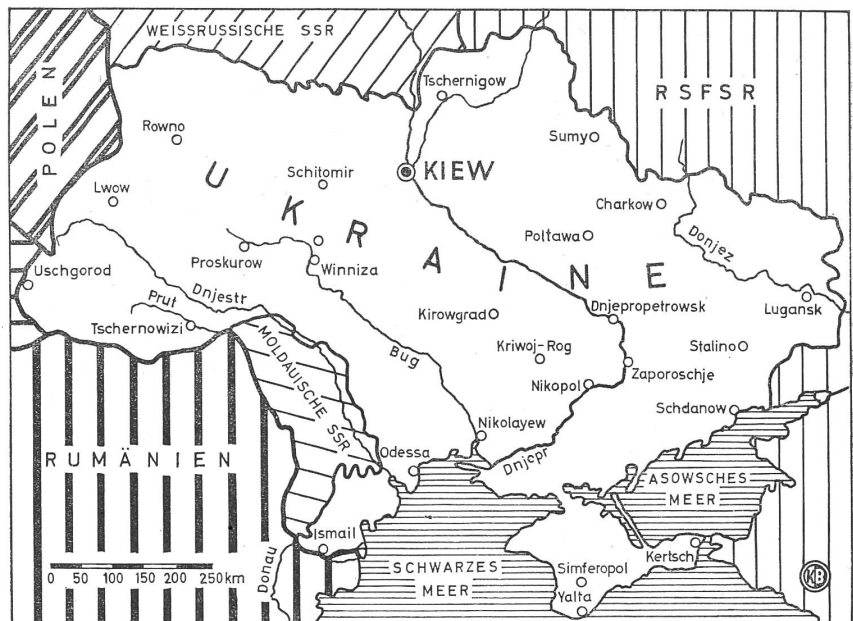 WEISSRUSSISCHE SSR
POLEN
RSFSR
Tschernigow
Rowno
Sumy
KIEW
Schitomir
UKRAINE
Lwow
Charkow
Poltawa
Donjez
Proskurow
Winniza
Uschgorod
Dnjestr
Prut
Tschernowizi
Kirowgrad
Dnjepropetrowsk
Lugansk
MOLDAUISCHE SSR
Bug
Kriwoj-Rog
Stalino
Zaporoschje
Nikopol
Schdanow
RUMÄNIEN
Nikolayew
Odessa
Dnjepr
ASOWSCHES
MEER
Ismail
Kertsch
0 50 100 150 200 250 km
Donau
SCHWARZES
MEER
Simferopol
Yalta
KB